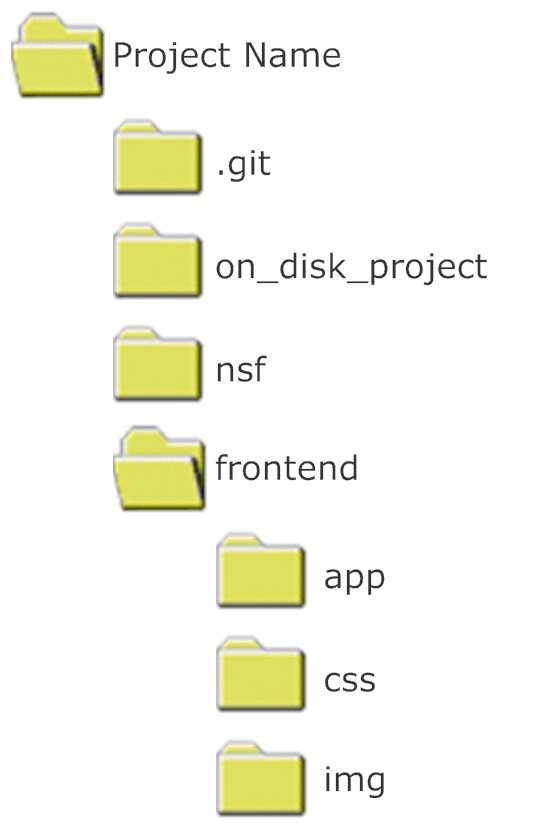 Project Name
.git
on_disk_project
nsf
frontend
app
css
img